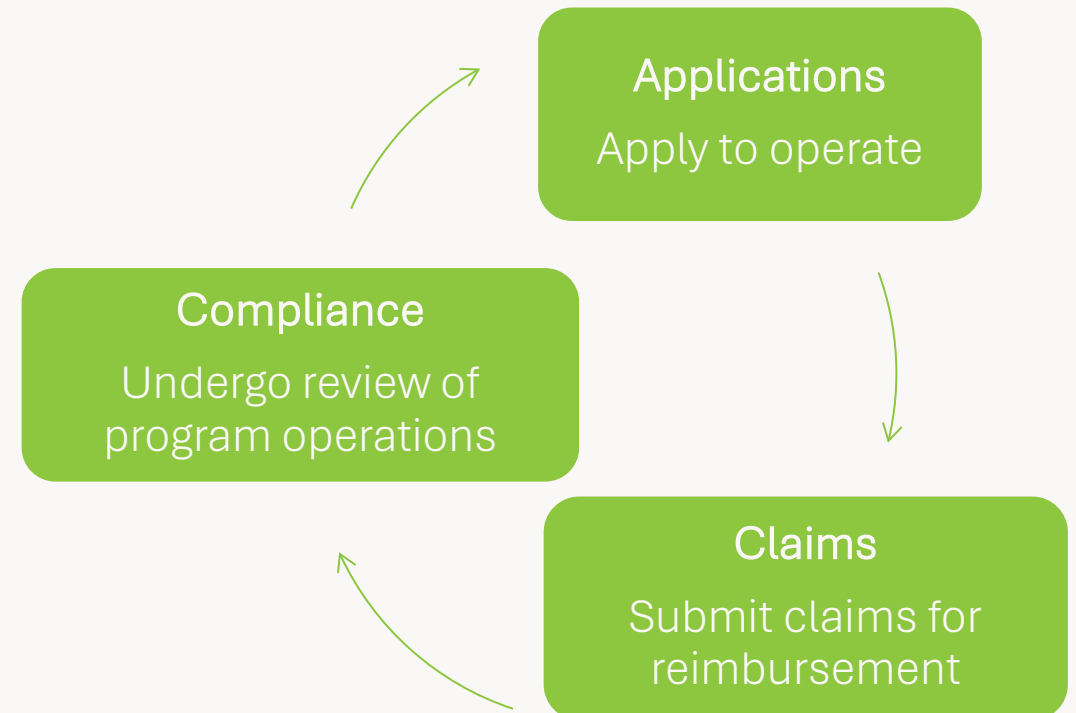 Applications
Apply to operate
Compliance
Undergo review of
program operations
Claims
Submit claims for
reimbursement